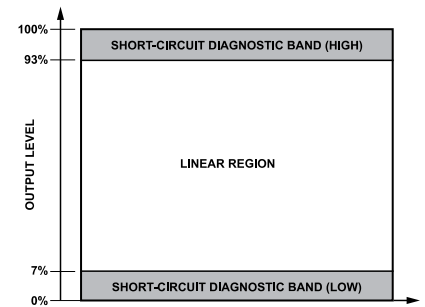 100%
SHORT-CIRCUIT DIAGNOSTIC BAND (HIGH)
93%
OUTPUT LEVEL
LINEAR REGION
7%
SHORT-CIRCUIT DIAGNOSTIC BAND (LOW)
0%